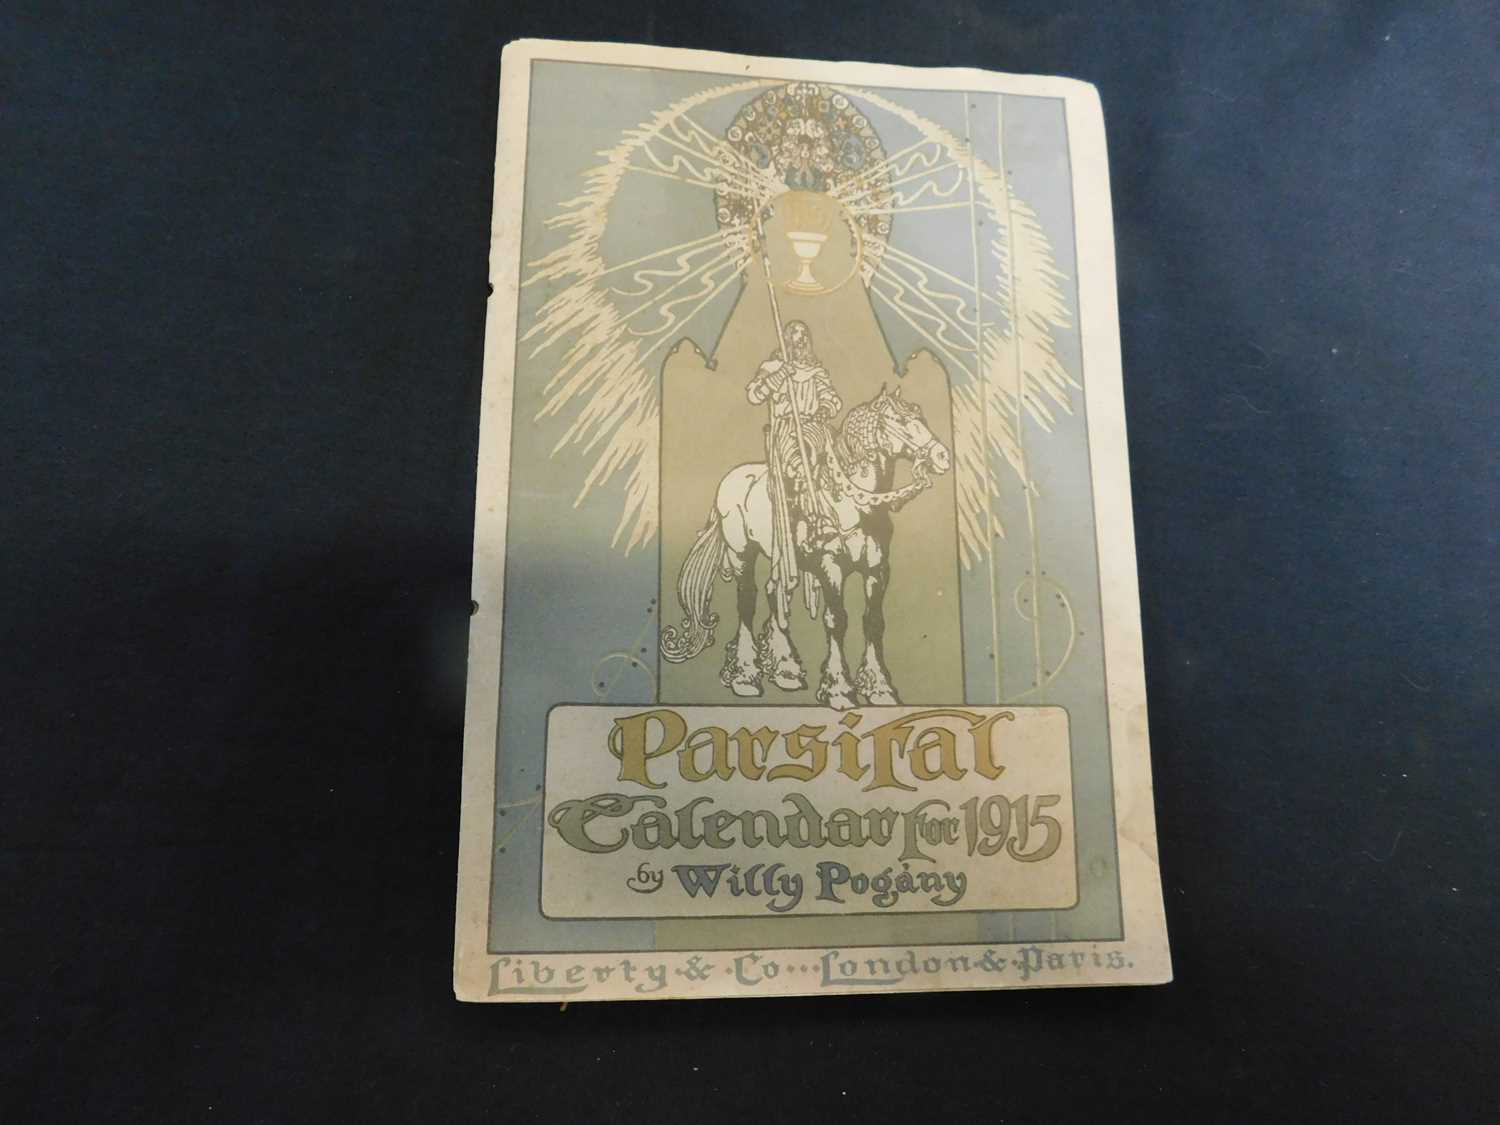 Parsifal
Calendar for 1915
by Willy Pogány
Liberty & Co... London & Paris.